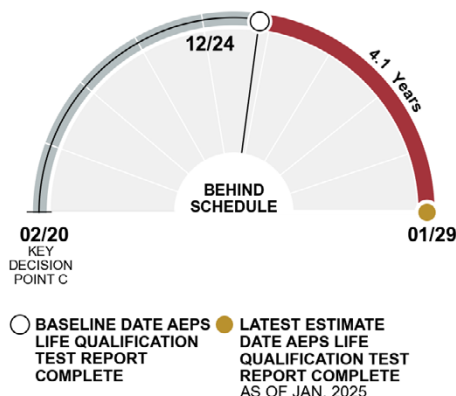 12/24
4.1 Years
BEHIND
SCHEDULE
02/20
KEY
DECISION
POINT C
01/29
BASELINE DATE AEPS
LIFE QUALIFICATION
TEST REPORT
COMPLETE
LATEST ESTIMATE
DATE AEPS LIFE
QUALIFICATION TEST
REPORT COMPLETE
AS OF JAN. 2025